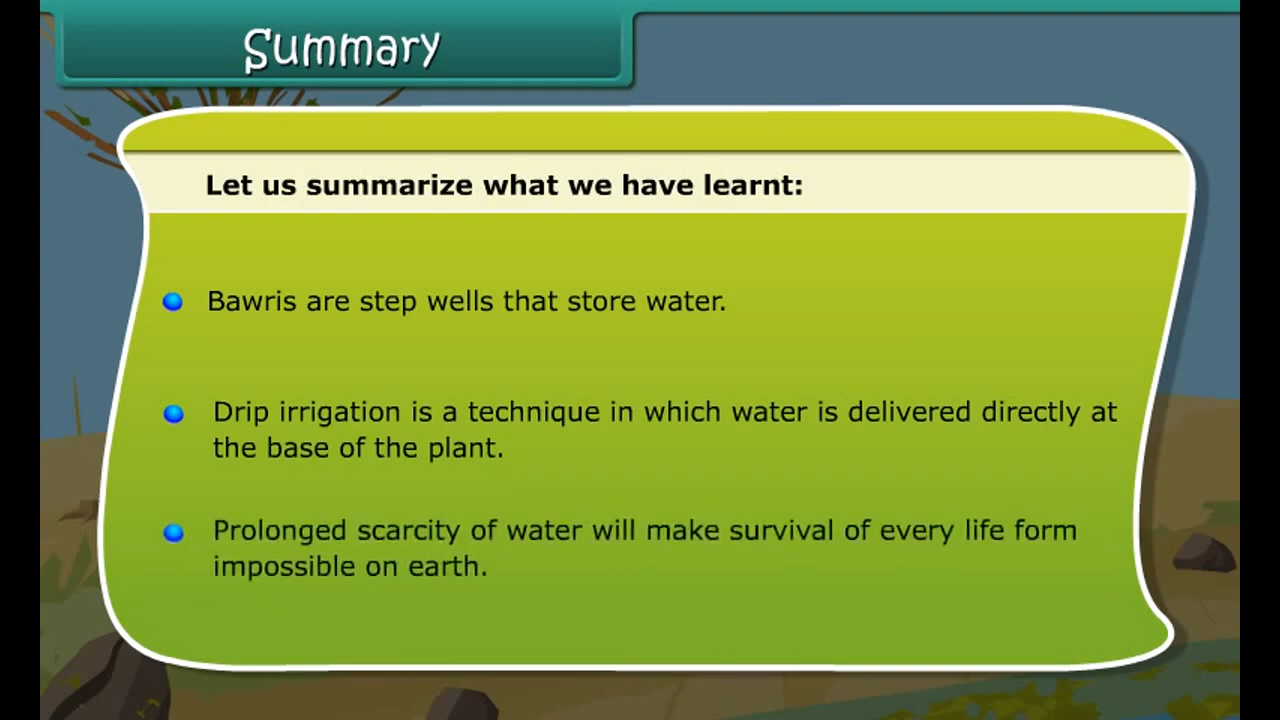 Summary
Let us summarize what we have learnt:
Bawris are step wells that store water.
Drip irrigation is a technique in which water is delivered directly at
the base of the plant.
Prolonged scarcity of water will make survival of every life form
impossible on earth.